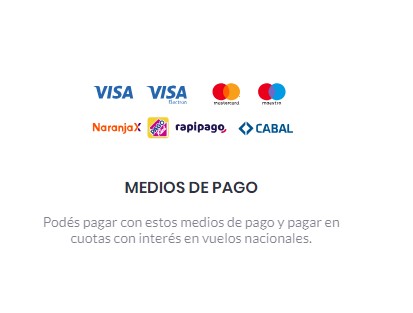 VISA VISA mastercard maestro
Electron
NaranjaX rapipago CABAL
MEDIOS DE PAGO
Podés pagar con estos medios de pago y pagar en
cuotas con interés en vuelos nacionales.